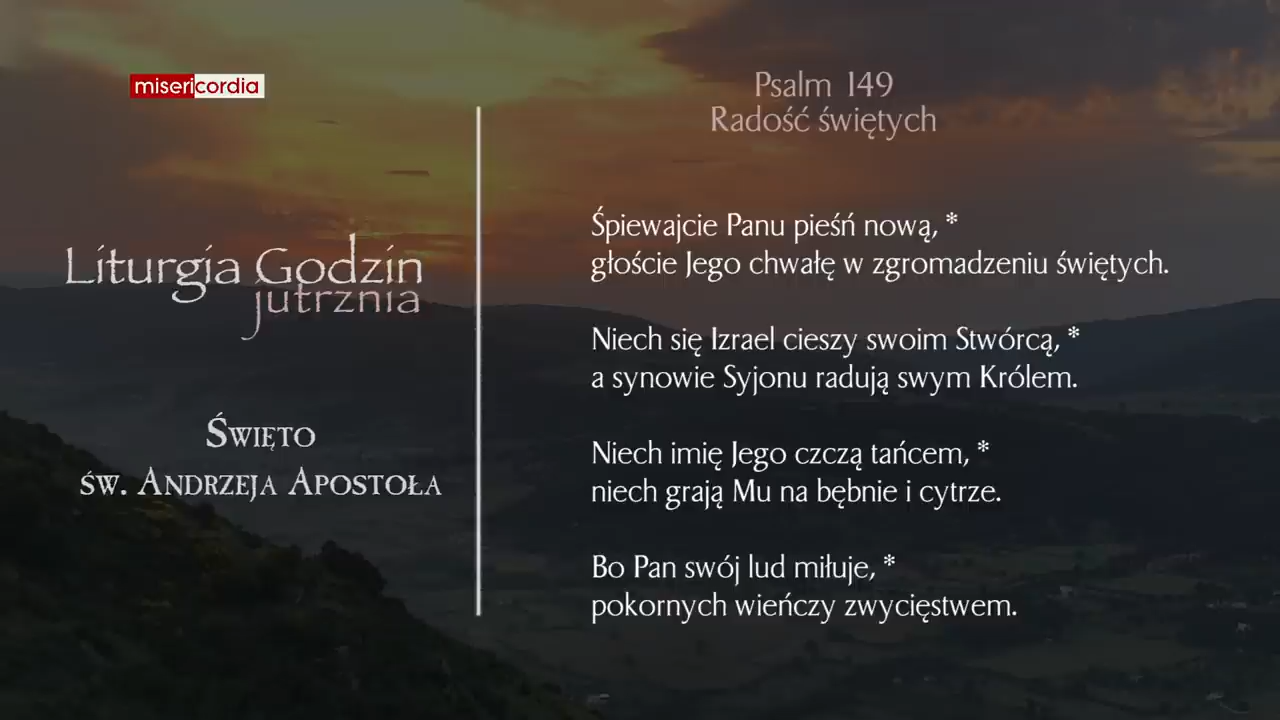 misericordia
Liturgia Godzin
jutrznia
Święto
św. Andrzeja Apostoła
Psalm 149
Radość świętych
Śpiewajcie Panu pieśń nową, *
głoście Jego chwałę w zgromadzeniu świętych.
Niech się Izrael cieszy swoim Stwórcą, *
a synowie Syjonu radują swym Królem.
Niech imię Jego czczą tańcem, *
niech grają Mu na bębnie i cytrze.
Bo Pan swój lud miłuje, *
pokornych wieńczy zwycięstwem.